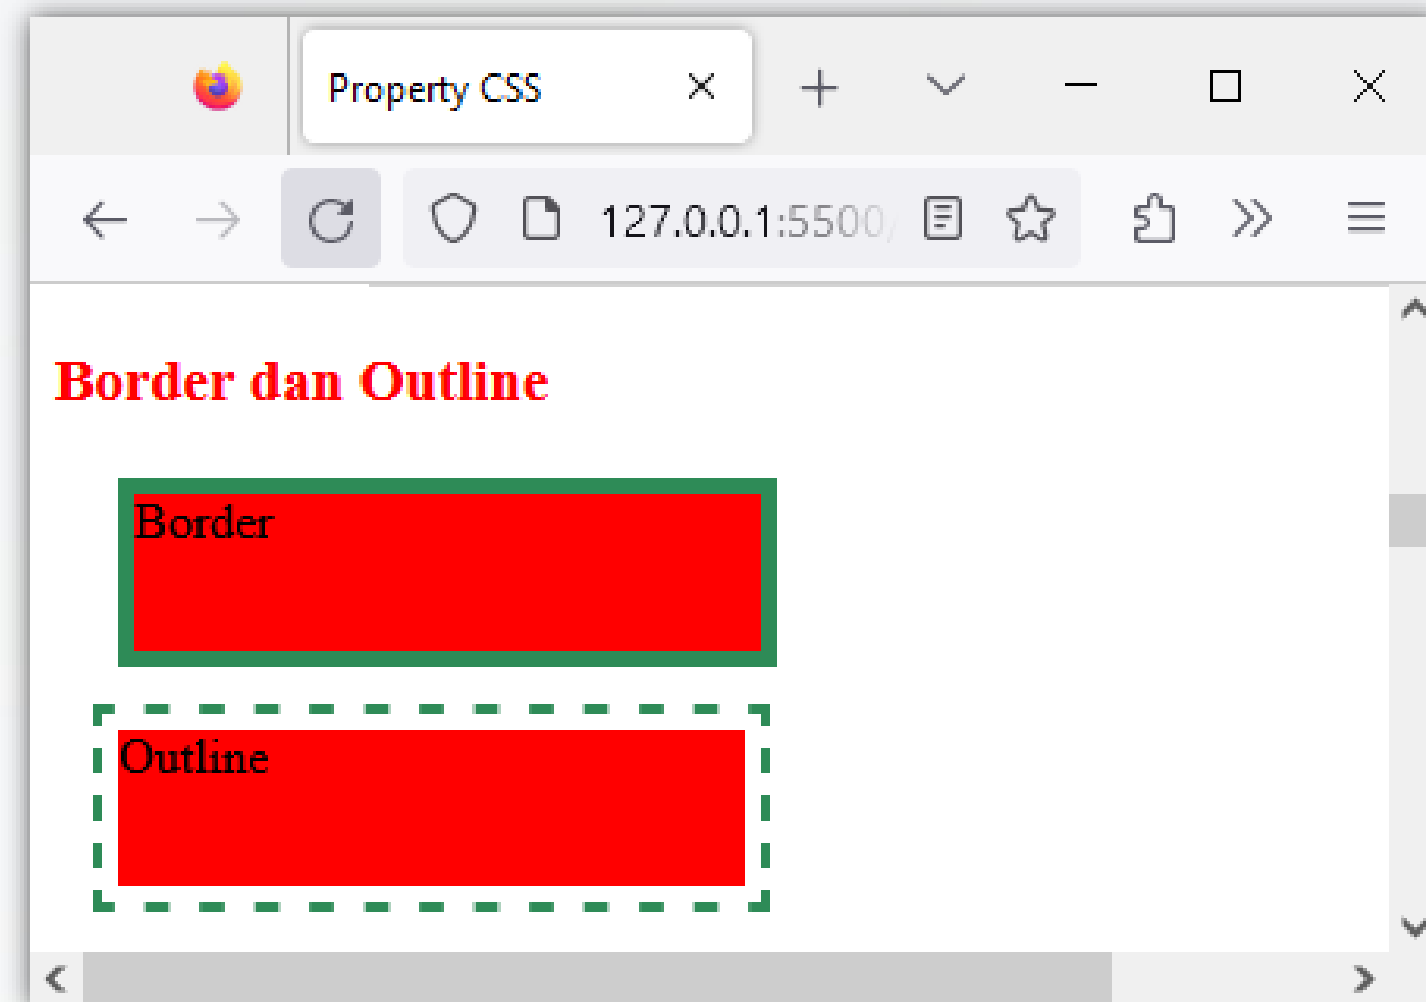 Property CSS
127.0.0.1:5500/
Border dan Outline
Border
Outline